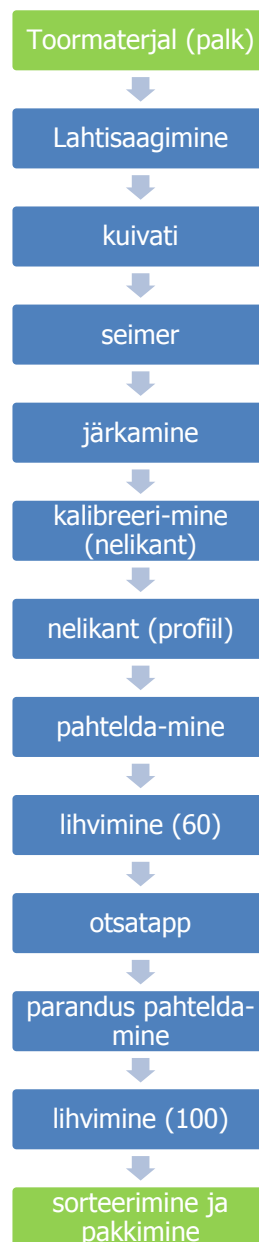 Toormaterjal (palk)
Lahtisaagimine
kuivati
seimer
järkamine
kalibreeri-mine
(nelikant)
nelikant (profiil)
pahtelda-mine
lihvimine (60)
otsatapp
parandus pahtelda-
mine
lihvimine (100)
sorteerimine ja
pakkimine